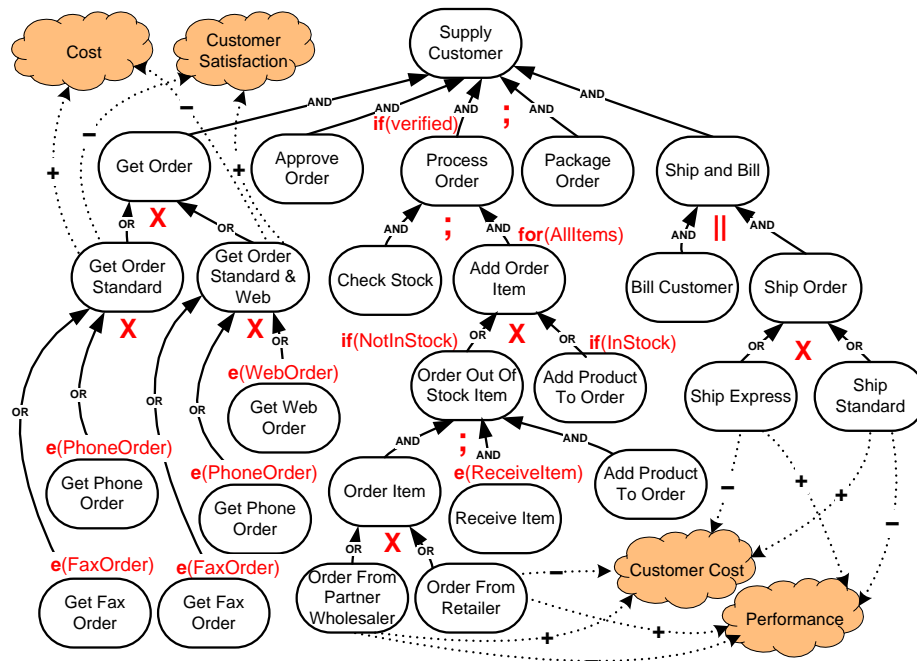 Cost
Customer
Satisfaction
Supply
Customer
AND
AND
AND
AND
AND
if(verified)
;
–
–
+
+
Get Order
Approve
Order
Process
Order
Package
Order
Ship and Bill
X
OR
OR
;
AND
AND
for(AllItems)
||
AND
AND
Get Order
Standard
Get Order
Standard &
Web
Check Stock
Add Order
Item
Bill Customer
Ship Order
X
X
OR
if(NotInStock)
OR
X
OR
if(InStock)
OR
X
OR
e(WebOrder)
Get Web
Order
Order Out Of
Stock Item
Add Product
To Order
Ship Express
Ship
Standard
OR
OR
OR
OR
e(PhoneOrder)
Get Phone
Order
e(PhoneOrder)
Get Phone
Order
AND
;
AND
AND
e(ReceiveItem)
Order Item
Receive Item
Add Product
To Order
–
+
+
–
e(FaxOrder)
Get Fax
Order
e(FaxOrder)
Get Fax
Order
OR
X
OR
Order From
Partner
Wholesaler
Order From
Retailer
–
Customer Cost
+
+
–
Performance